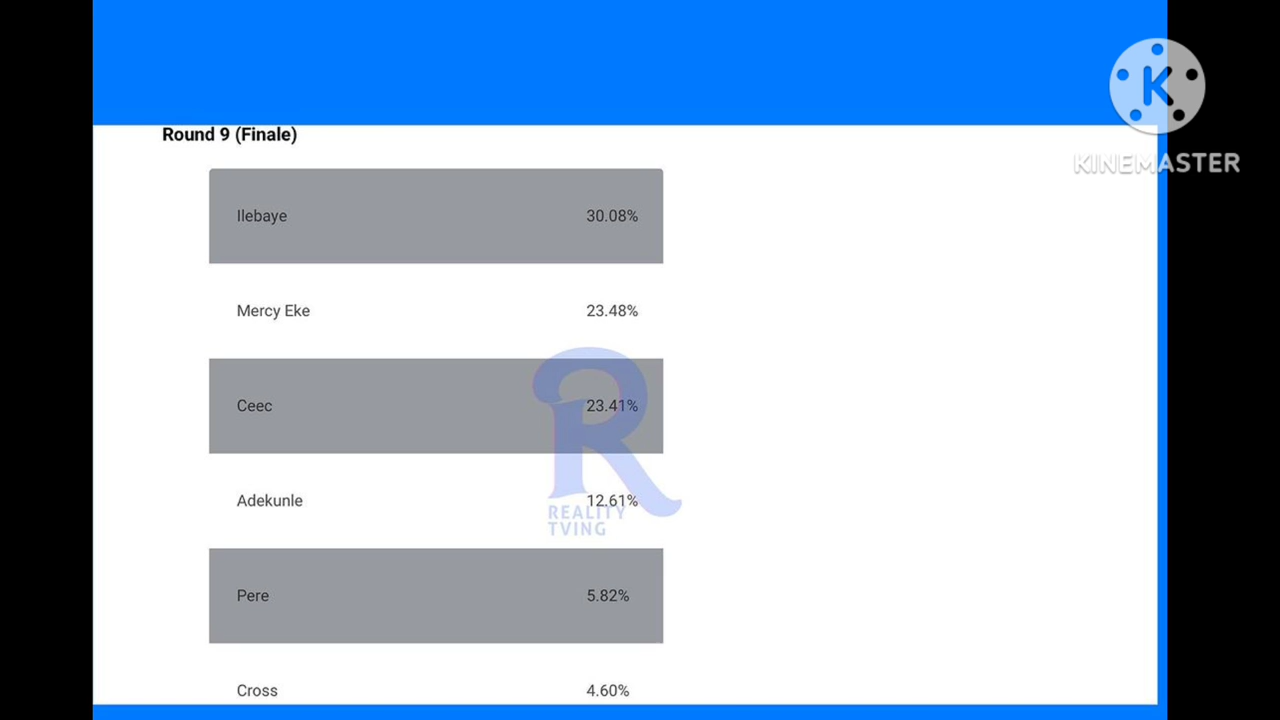 K
KINEMASTER
Round 9 (Finale)
Ilebaye 30.08%
Mercy Eke 23.48%
Ceec 23.41%
Adekunle 12.61%
R
REALITY
TVING
Pere 5.82%
Cross 4.60%